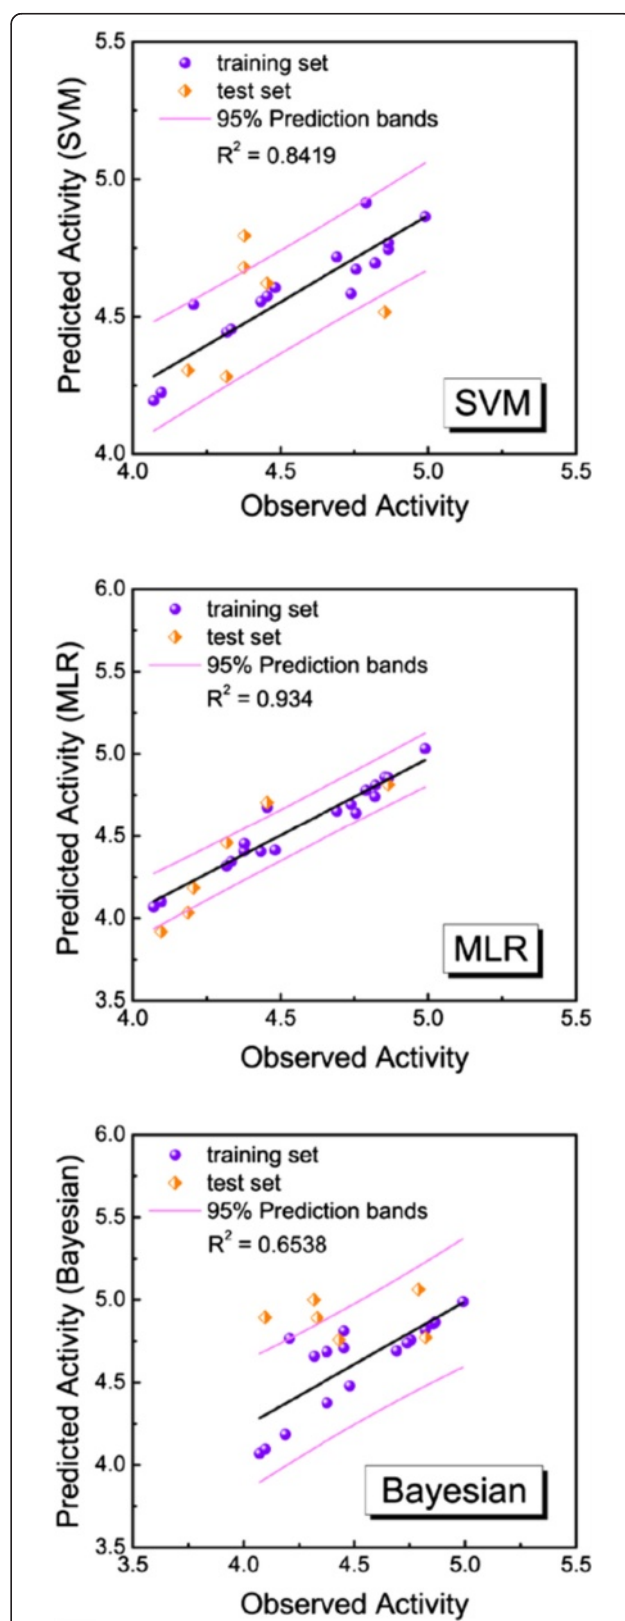 5.5
training set
test set
95% Prediction bands
R² = 0.8419
5.0
4.5
4.0
Predicted Activity (SVM)
SVM
4.0 4.5 5.0 5.5
Observed Activity
6.0
training set
test set
95% Prediction bands
R² = 0.934
5.5
5.0
4.5
4.0
3.5
Predicted Activity (MLR)
MLR
4.0 4.5 5.0 5.5
Observed Activity
6.0
training set
test set
95% Prediction bands
R² = 0.6538
5.5
5.0
4.5
4.0
3.5
Predicted Activity (Bayesian)
Bayesian
3.5 4.0 4.5 5.0 5.5
Observed Activity